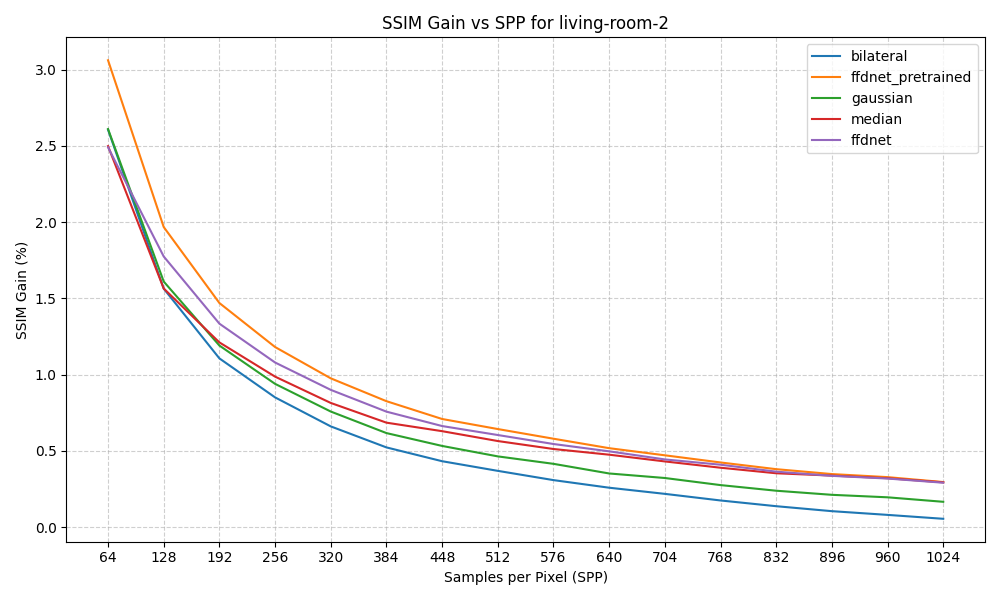 SSIM Gain vs SPP for living-room-2
SSIM Gain (%)
3.0
2.5
2.0
1.5
1.0
0.5
0.0
bilateral
ffdnet_pretrained
gaussian
median
ffdnet
64 128 192 256 320 384 448 512 576 640 704 768 832 896 960 1024
Samples per Pixel (SPP)